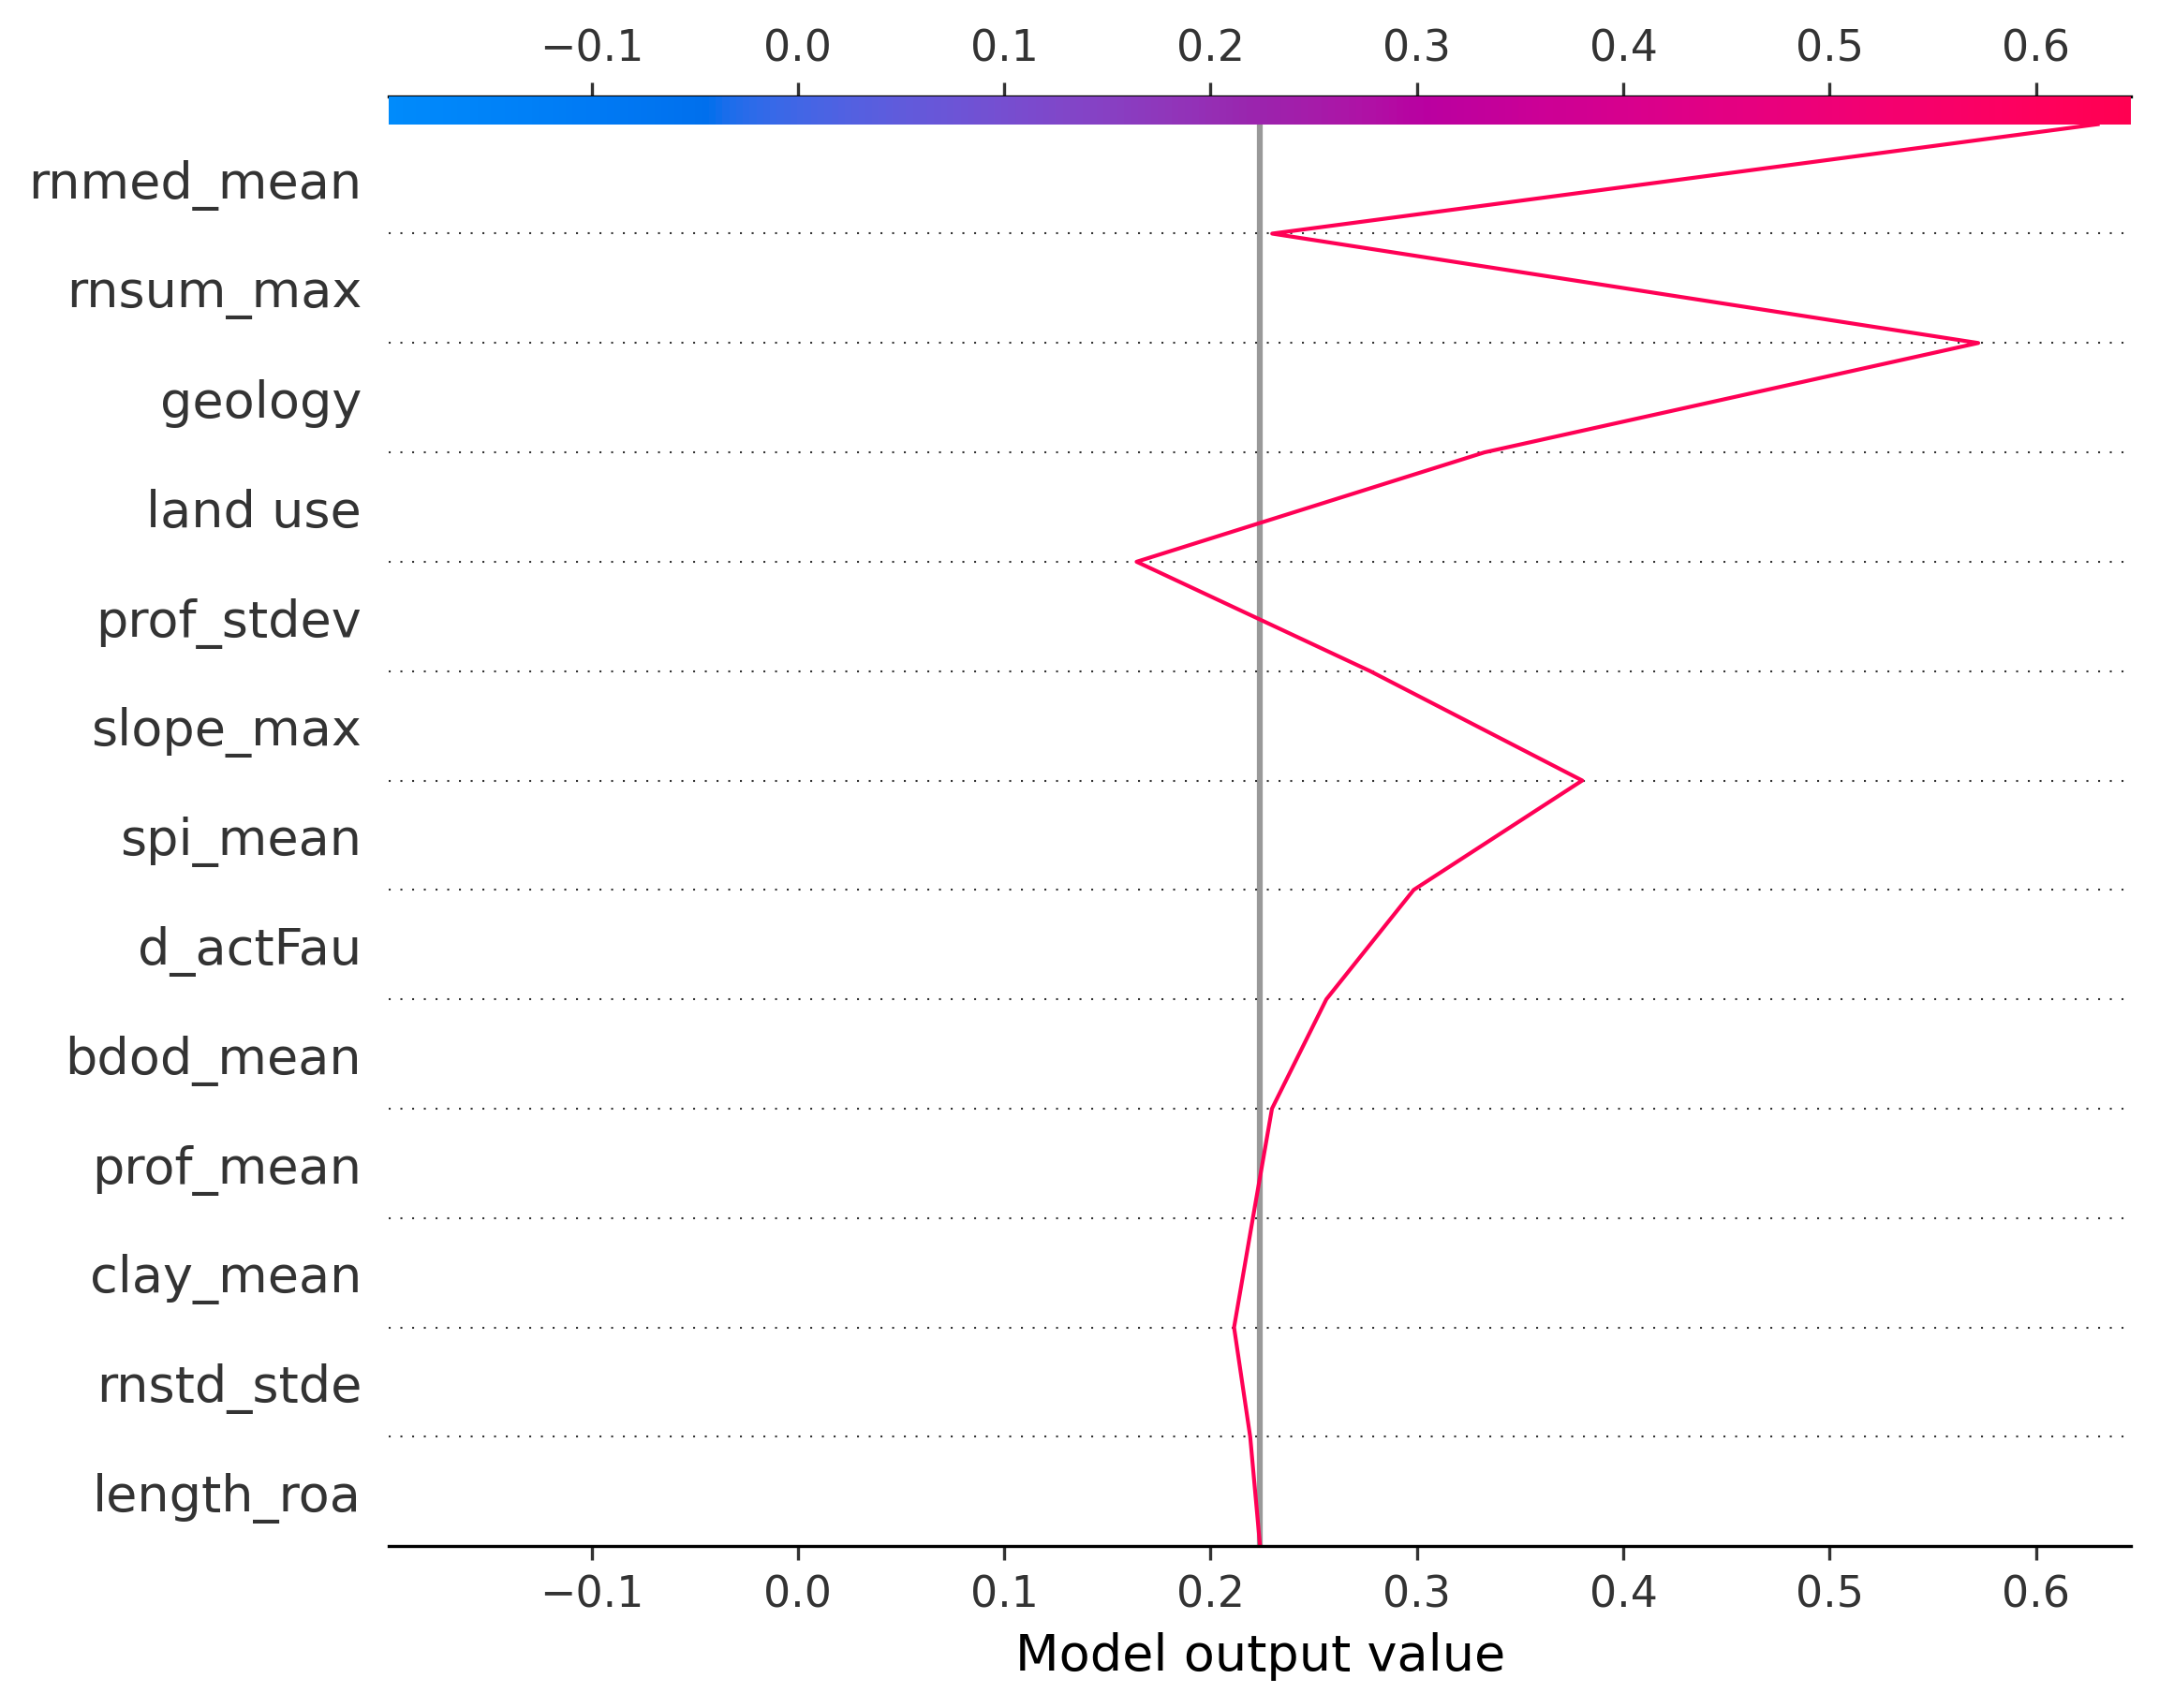 −0.1 0.0 0.1 0.2 0.3 0.4 0.5 0.6
rnmed_mean
rnsum_max
geology
land use
prof_stdev
slope_max
spi_mean
d_actFau
bdod_mean
prof_mean
clay_mean
rnstd_stde
length_roa
−0.1 0.0 0.1 0.2 0.3 0.4 0.5 0.6
Model output value